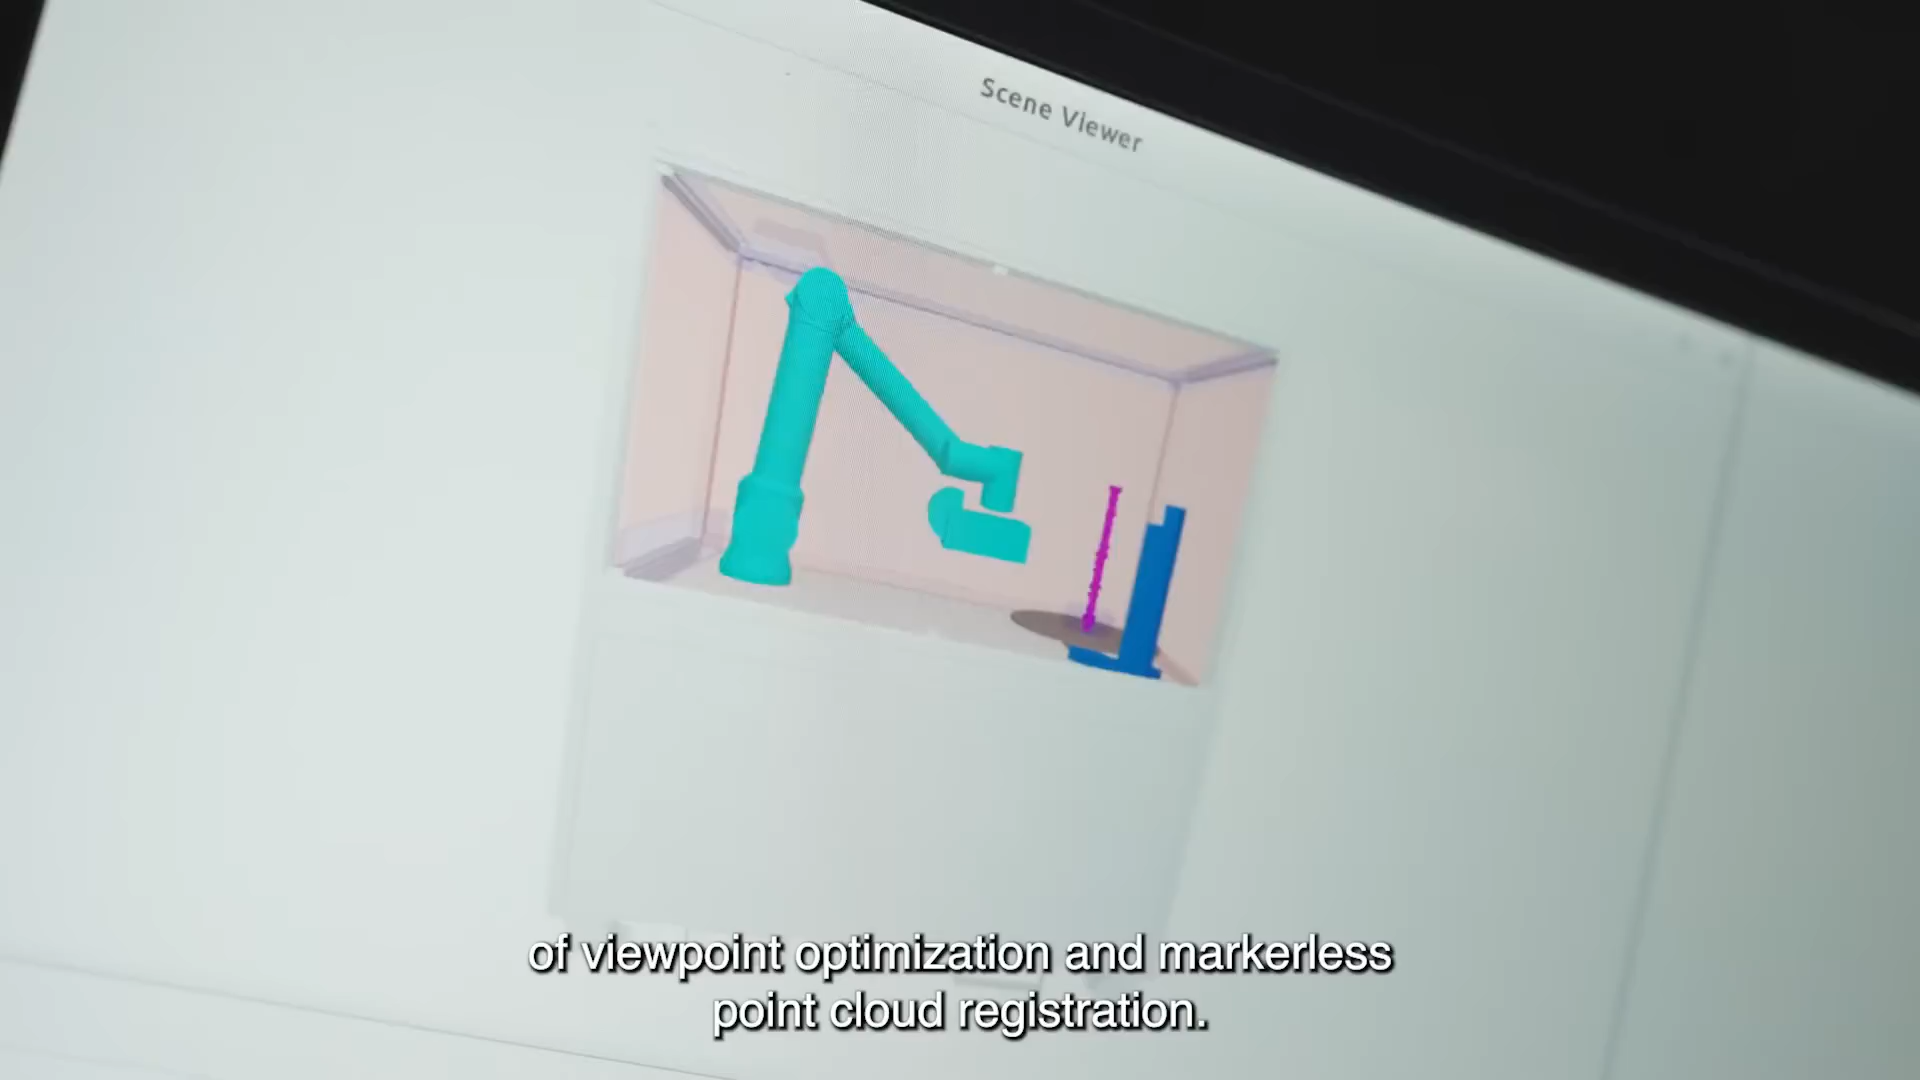 Scene Viewer
of viewpoint optimization and markerless
point cloud registration.